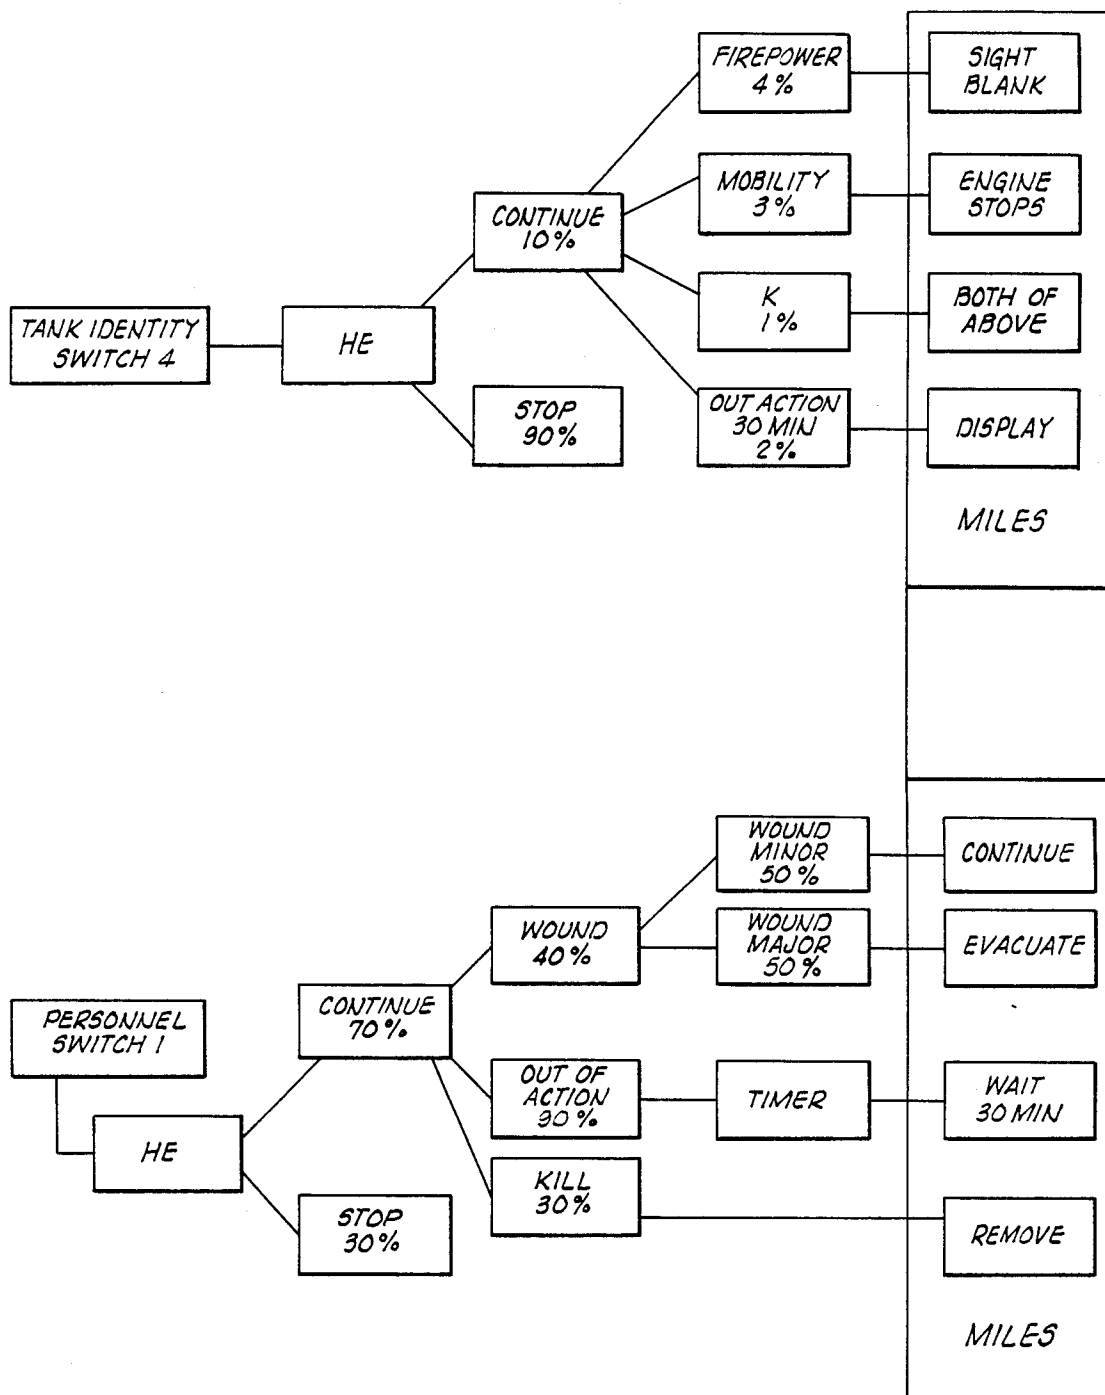 FIREPOWER
4%
SIGHT
BLANK
MOBILITY
3%
ENGINE
STOPS
CONTINUE
10%
K
1%
BOTH OF
ABOVE
TANK IDENTITY
SWITCH 4
HE
STOP
90%
OUT ACTION
30 MIN
2%
DISPLAY
MILES
WOUND
MINOR
50%
CONTINUE
WOUND
40%
WOUND
MAJOR
50%
EVACUATE
PERSONNEL
SWITCH 1
CONTINUE
70%
OUT OF
ACTION
30%
TIMER
WAIT
30 MIN
HE
KILL
30%
STOP
30%
REMOVE
MILES